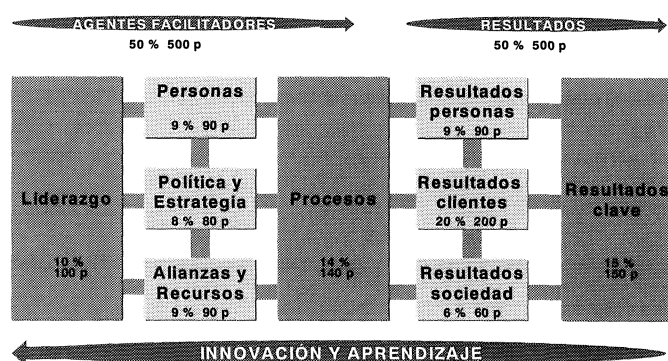 AGENTES FACILITADORES
50 % 500 p
RESULTADOS
50 % 500 p
Liderazgo
10 %
100 p
Personas
9 % 90 p
Política y
Estrategia
8 % 80 p
Alianzas y
Recursos
9 % 90 p
Procesos
14 %
140 p
Resultados
personas
9 % 90 p
Resultados
clientes
20 % 200 p
Resultados
sociedad
6 % 60 p
Resultados
clave
15 %
150 p
INNOVACIÓN Y APRENDIZAJE